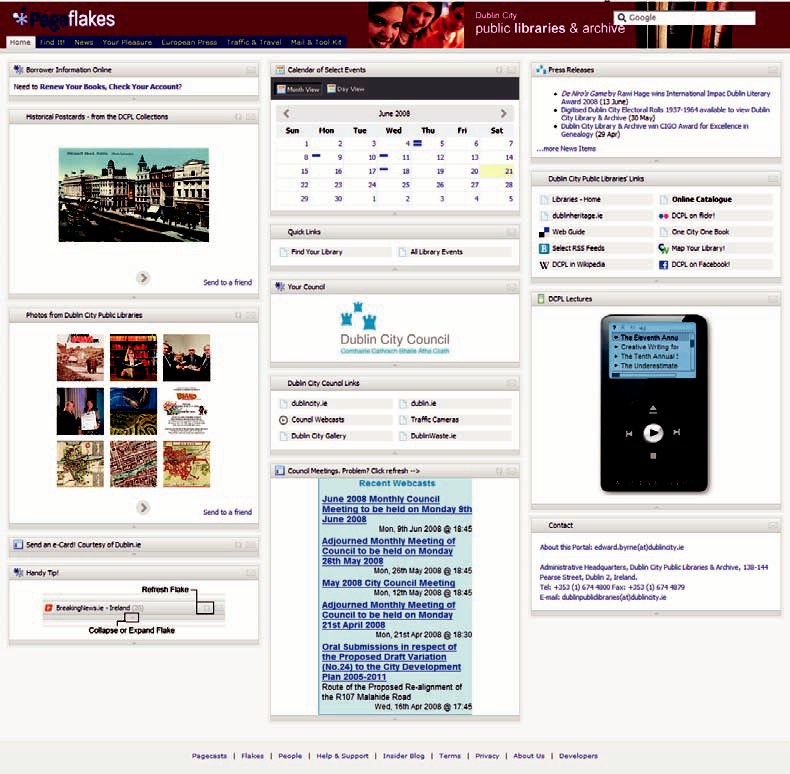 Pageflakes
Dublin City
public libraries & archive
Google
Home Find It! News Your Pleasure European Press Traffic & Travel Mail & Tool Kit
Borrower Information Online
Need to Renew Your Books, Check Your Account?
Historical Postcards - from the DCPL Collections
Send to a friend
Photos from Dublin City Public Libraries
Send to a friend
Send an e-Card! Courtesy of Dublin.ie
Handy Tip!
Refresh Flake
BreakingNews.ie - Ireland (20)
Collapse or Expand Flake
Calendar of Select Events
Month View Day View
June 2008
Sun Mon Tue Wed Thu Fri Sat
1 2 3 4 5 6 7
8 9 10 11 12 13 14
15 16 17 18 19 20 21
22 23 24 25 26 27 28
29 30 1 2 3 4 5
Quick Links
Find Your Library All Library Events
Your Council
Dublin City Council
Comhairle Cathrach Bhaile Átha Cliath
Dublin City Council Links
dublincity.ie dublin.ie
Council Webcasts Traffic Cameras
Dublin City Gallery DublinWaste.ie
Council Meetings. Problem? Click refresh -->
Recent Webcasts
June 2008 Monthly Council
Meeting to be held on Monday 9th
June 2008
Mon, 9th Jun 2008 @ 18:45
Adjourned Monthly Meeting of
Council to be held on Monday
26th May 2008
Mon, 26th May 2008 @ 18:45
May 2008 City Council Meeting
Mon, 12th May 2008 @ 18:45
Adjourned Monthly Meeting of
Council to be held on Monday
21st April 2008
Mon, 21st Apr 2008 @ 18:30
Oral Submissions in respect of
the Proposed Draft Variation
(No.24) to the City Development
Plan 2005-2011
Route of the Proposed Re-alignment of
the R107 Malahide Road
Wed, 16th Apr 2008 @ 17:45
Press Releases
De Niro's Game by Rawi Hage wins International Impac Dublin Literary
Award 2008 (13 June)
Digitised Dublin City Electoral Rolls 1937-1964 available to view Dublin
City Library & Archive (30 May)
Dublin City Library & Archive win CIGO Award for Excellence in
Genealogy (29 Apr)
...more News Items
Dublin City Public Libraries' Links
Libraries - Home Online Catalogue
dublinheritage.ie DCPL on flickr!
Web Guide One City One Book
Select RSS Feeds Map Your Library!
DCPL in Wikipedia DCPL on Facebook!
DCPL Lectures
The Eleventh Annu
Creative Writing for
The Tenth Annual S
The Underestimate
Contact
About this Portal: edward.byrne(at)dublincity.ie
Administrative Headquarters, Dublin City Public Libraries & Archive, 138-144
Pearse Street, Dublin 2, Ireland.
Tel: +353 (1) 674 4800 Fax: +353 (1) 674 4879
E-mail: dublinpubliclibraries(at)dublincity.ie
Pagecasts | Flakes | People | Help & Support | Insider Blog | Terms | Privacy | About Us | Developers